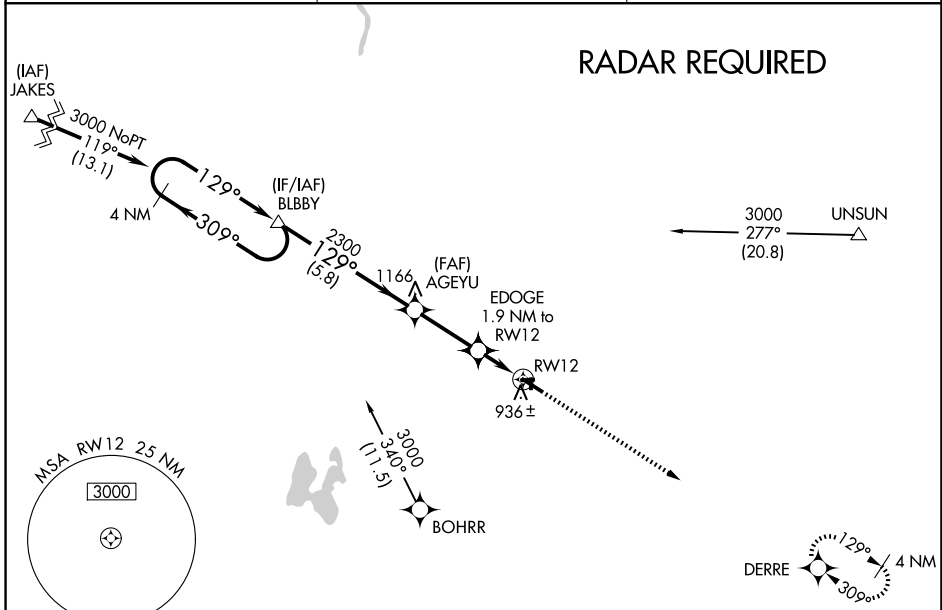 RADAR REQUIRED
(IAF)
JAKES
3000 NoPT
119°
(13.1)
4 NM
129°
309°
(IF/IAF)
BLBBY
2300
129°
(5.8)
1166
(FAF)
AGEYU
EDOGE
1.9 NM to
RW12
RW12
936 ±
3000
277°
(20.8)
UNSUN
3000
340°
(11.5)
BOHRR
MSA RW12 25 NM
3000
DERRE
129°
309°
4 NM